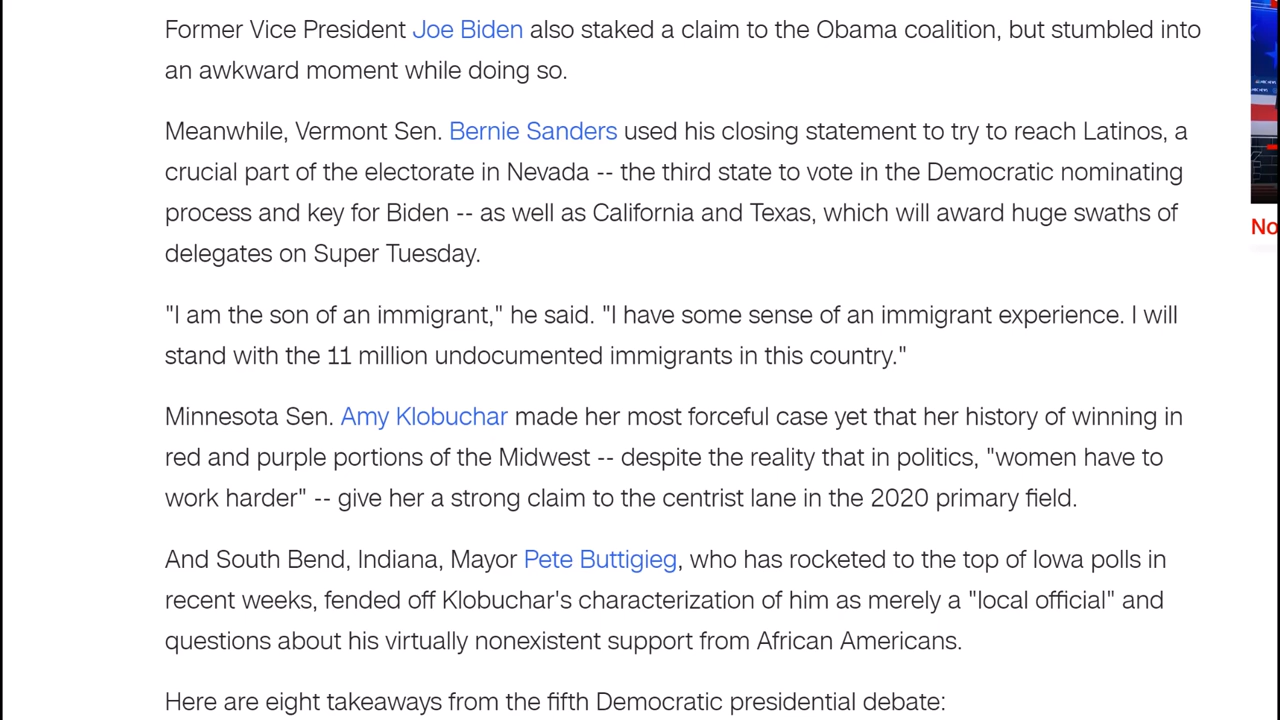 Former Vice President Joe Biden also staked a claim to the Obama coalition, but stumbled into
an awkward moment while doing so.
Meanwhile, Vermont Sen. Bernie Sanders used his closing statement to try to reach Latinos, a
crucial part of the electorate in Nevada -- the third state to vote in the Democratic nominating
process and key for Biden -- as well as California and Texas, which will award huge swaths of
delegates on Super Tuesday.
"I am the son of an immigrant," he said. "I have some sense of an immigrant experience. I will
stand with the 11 million undocumented immigrants in this country."
Minnesota Sen. Amy Klobuchar made her most forceful case yet that her history of winning in
red and purple portions of the Midwest -- despite the reality that in politics, "women have to
work harder" -- give her a strong claim to the centrist lane in the 2020 primary field.
And South Bend, Indiana, Mayor Pete Buttigieg, who has rocketed to the top of Iowa polls in
recent weeks, fended off Klobuchar's characterization of him as merely a "local official" and
questions about his virtually nonexistent support from African Americans.
Here are eight takeaways from the fifth Democratic presidential debate:
No